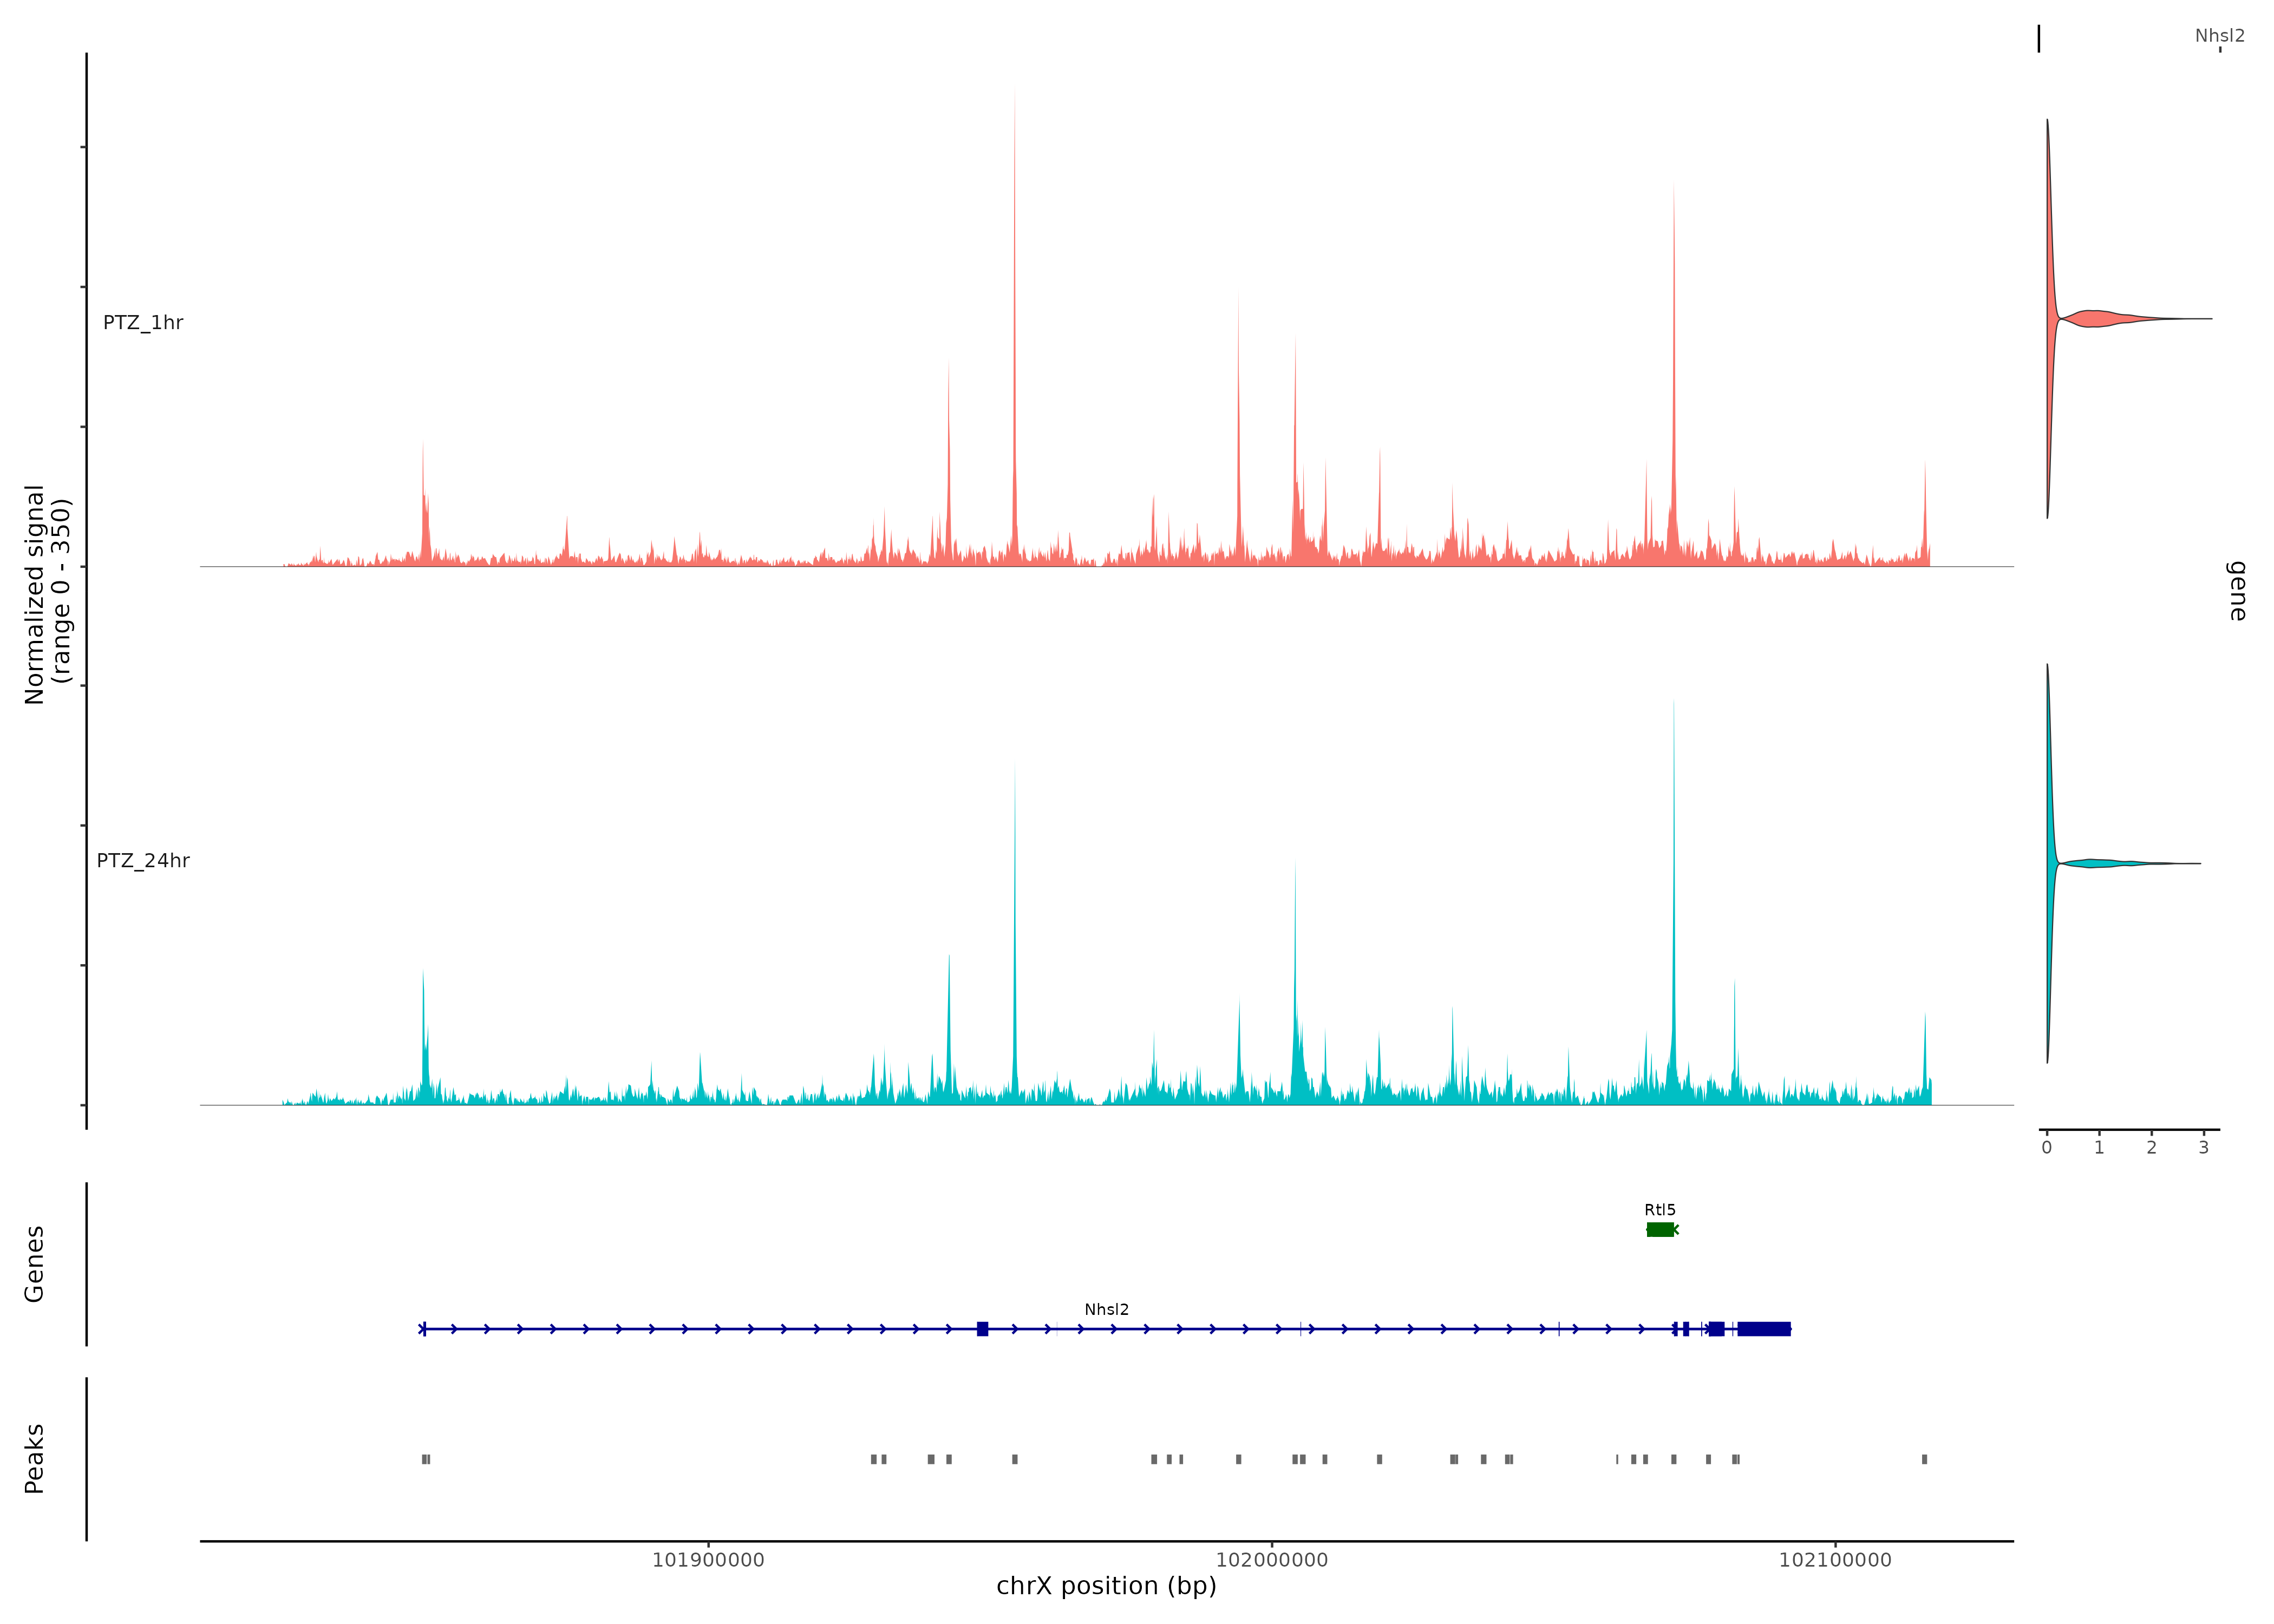 Nhsl2
PTZ_1hr
Normalized signal
(range 0 - 350)
gene
PTZ_24hr
0 1 2 3
Genes
Rtl5
Nhsl2
Peaks
101900000 102000000 102100000
chrX position (bp)